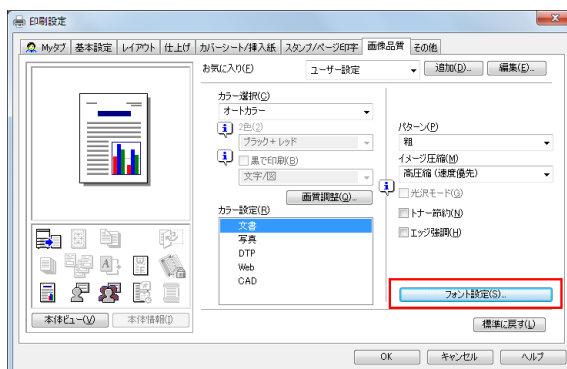 印刷設定
Myタブ 基本設定 レイアウト 仕上げ カバーシート/挿入紙 スタンプ/ページ印字 画像品質 その他
お気に入り(F) ユーザー設定 追加(D)... 編集(E)...
カラー選択(C)
オートカラー
2色(2)
ブラック+レッド
黒で印刷(B)
文字/図
画質調整(Q)...
カラー設定(R)
文書
写真
DTP
Web
CAD
パターン(P)
粗
イメージ圧縮(M)
高圧縮 (速度優先)
光沢モード(G)
トナー節約(N)
エッジ強調(H)
フォント設定(S)...
本体ビュー(V) 本体情報(I)
標準に戻す(L)
OK キャンセル ヘルプ